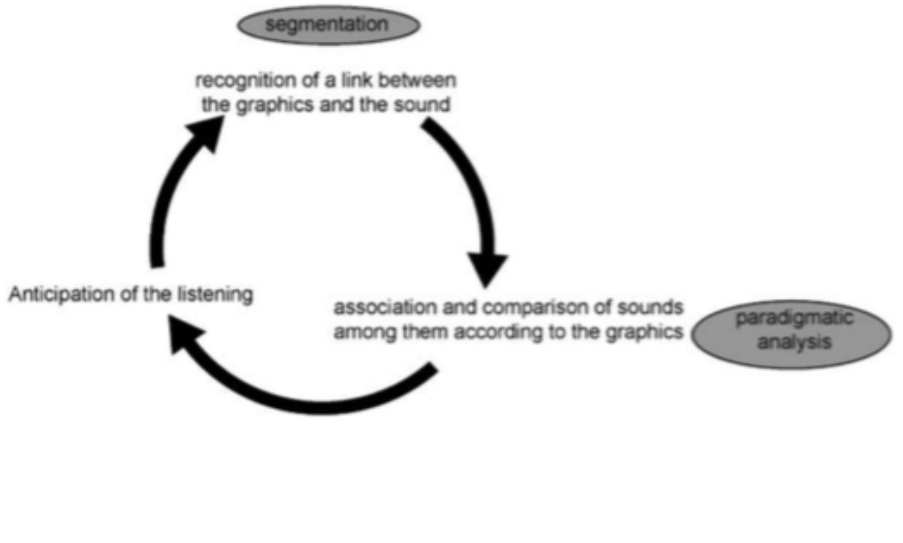 segmentation
recognition of a link between
the graphics and the sound
Anticipation of the listening
association and comparison of sounds
among them according to the graphics
paradigmatic
analysis